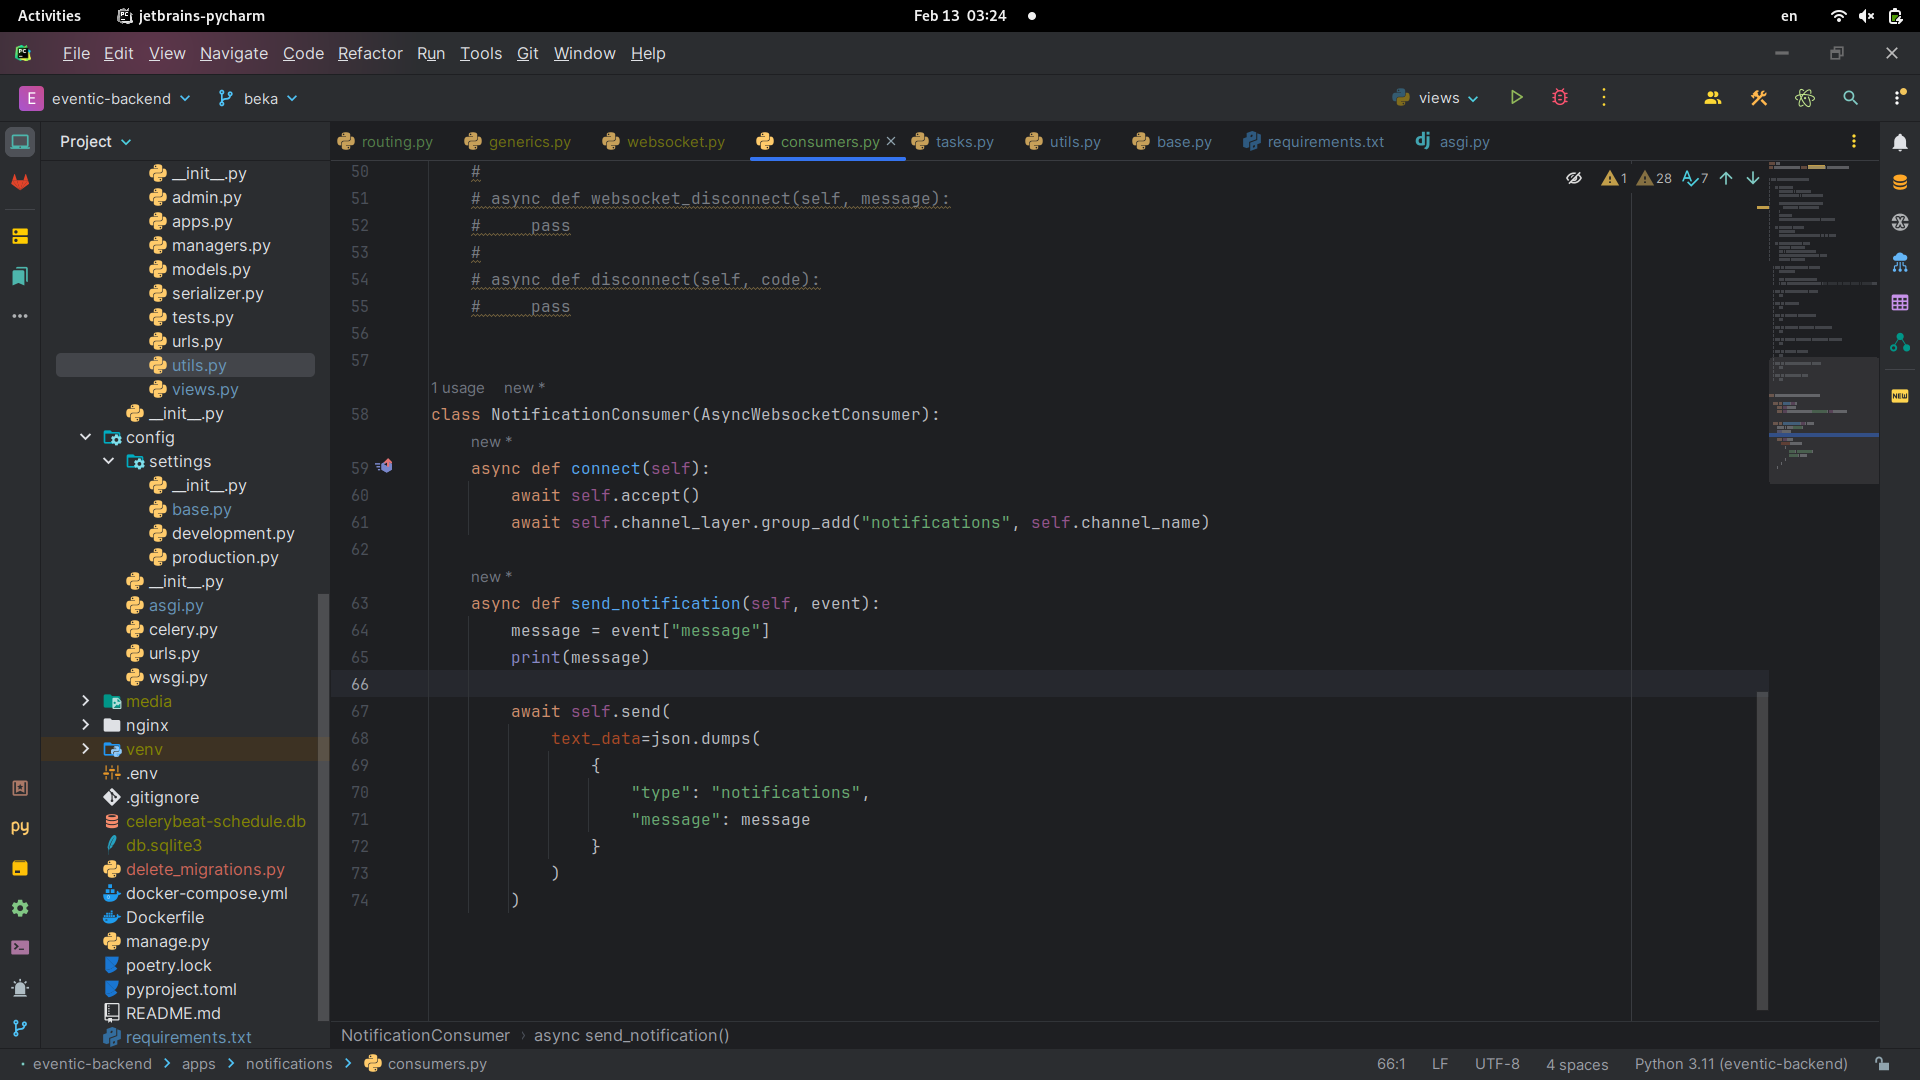 Activities
jetbrains-pycharm
Feb 13 03:24
en
File Edit View Navigate Code Refactor Run Tools Git Window Help
E eventic-backend
beka
views
Project
routing.py
generics.py
websocket.py
consumers.py
tasks.py
utils.py
base.py
requirements.txt
asgi.py
__init__.py
admin.py
apps.py
managers.py
models.py
serializer.py
tests.py
urls.py
utils.py
views.py
__init__.py
config
settings
__init__.py
base.py
development.py
production.py
__init__.py
asgi.py
celery.py
urls.py
wsgi.py
media
nginx
venv
.env
.gitignore
celerybeat-schedule.db
db.sqlite3
delete_migrations.py
docker-compose.yml
Dockerfile
manage.py
poetry.lock
pyproject.toml
README.md
requirements.txt
1 28 7
50 #
51 # async def websocket_disconnect(self, message):
52 #     pass
53 #
54 # async def disconnect(self, code):
55 #     pass
56
57
1 usage new *
58 class NotificationConsumer(AsyncWebsocketConsumer):
new *
59 async def connect(self):
60 await self.accept()
61 await self.channel_layer.group_add("notifications", self.channel_name)
62
new *
63 async def send_notification(self, event):
64 message = event["message"]
65 print(message)
66
67 await self.send(
68 text_data=json.dumps(
69 {
70 "type": "notifications",
71 "message": message
72 }
73 )
74 )
NEW
py
NotificationConsumer › async send_notification()
eventic-backend > apps > notifications > consumers.py
66:1 LF UTF-8 4 spaces Python 3.11 (eventic-backend)